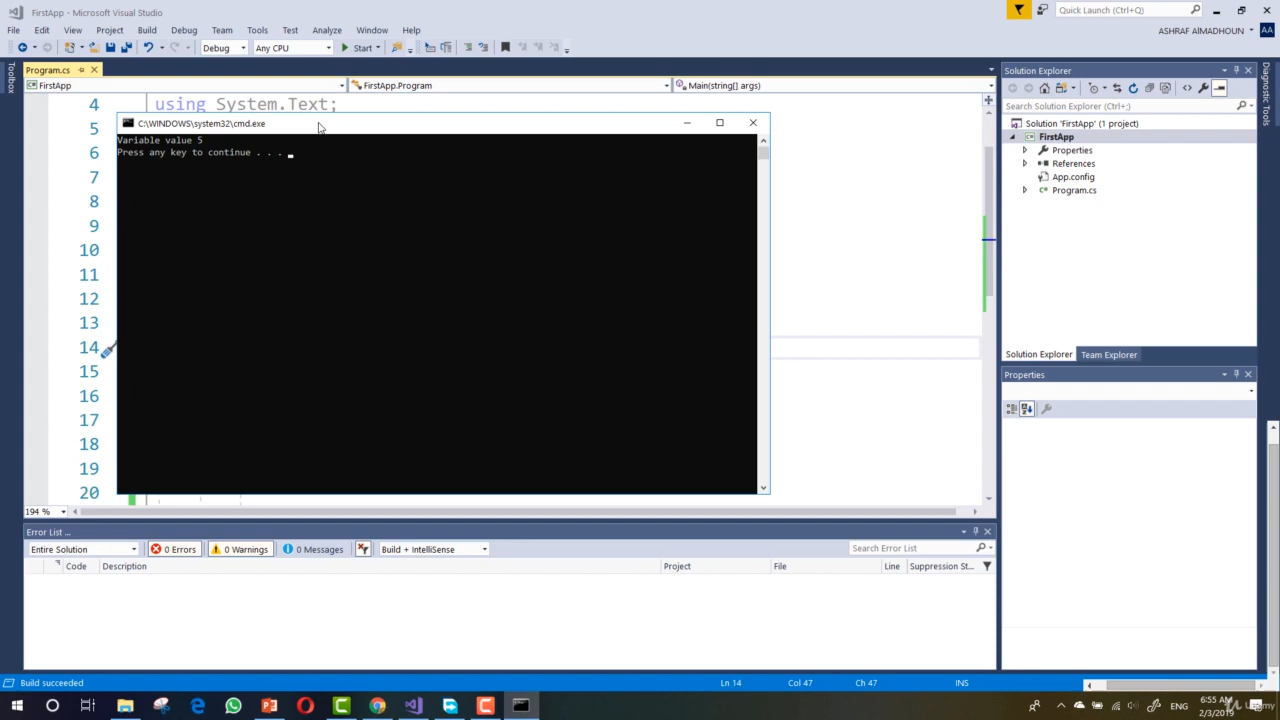 FirstApp - Microsoft Visual Studio
Quick Launch (Ctrl+Q)
File Edit View Project Build Debug Team Tools Test Analyze Window Help
ASHRAF AIMADHOUN AA
Debug Any CPU Start
Toolbox
Program.cs
FirstApp FirstApp.Program Main(string[] args)
4 using System.Text;
5
6
7
8
9
10
11
12
13
14
15
16
17
18
19
20
C:\WINDOWS\system32\cmd.exe
Variable value 5
Press any key to continue . . .
194 %
Solution Explorer
Search Solution Explorer (Ctrl+;)
Solution 'FirstApp' (1 project)
FirstApp
Properties
References
App.config
Program.cs
Solution Explorer Team Explorer
Properties
Diagnostic Tools
Error List ...
Entire Solution 0 Errors 0 Warnings 0 Messages Build + IntelliSense Search Error List
Code Description Project File Line Suppression St...
Build succeeded Ln 14 Col 47 Ch 47 INS
ENG
6:55 AM
2/3/2019
Udemy